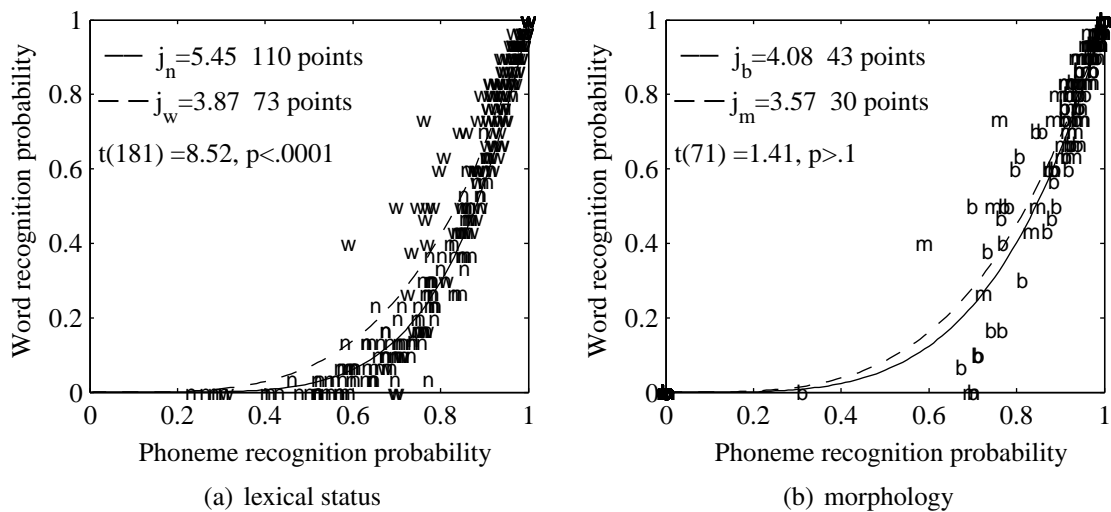 Word recognition probability
1
0.8
0.6
0.4
0.2
0
j_n=5.45 110 points
j_w=3.87 73 points
t(181) =8.52, p<.0001
0 0.2 0.4 0.6 0.8 1
Phoneme recognition probability
(a) lexical status
Word recognition probability
1
0.8
0.6
0.4
0.2
0
j_b=4.08 43 points
j_m=3.57 30 points
t(71) =1.41, p>.1
0 0.2 0.4 0.6 0.8 1
Phoneme recognition probability
(b) morphology